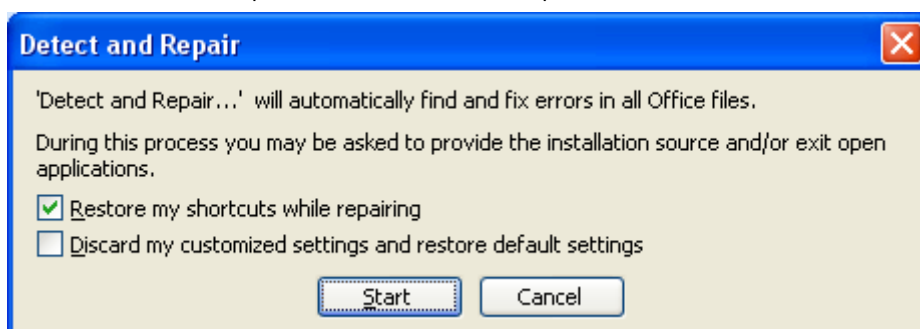 Detect and Repair
'Detect and Repair...' will automatically find and fix errors in all Office files.
During this process you may be asked to provide the installation source and/or exit open
applications.
Restore my shortcuts while repairing
Discard my customized settings and restore default settings
Start
Cancel